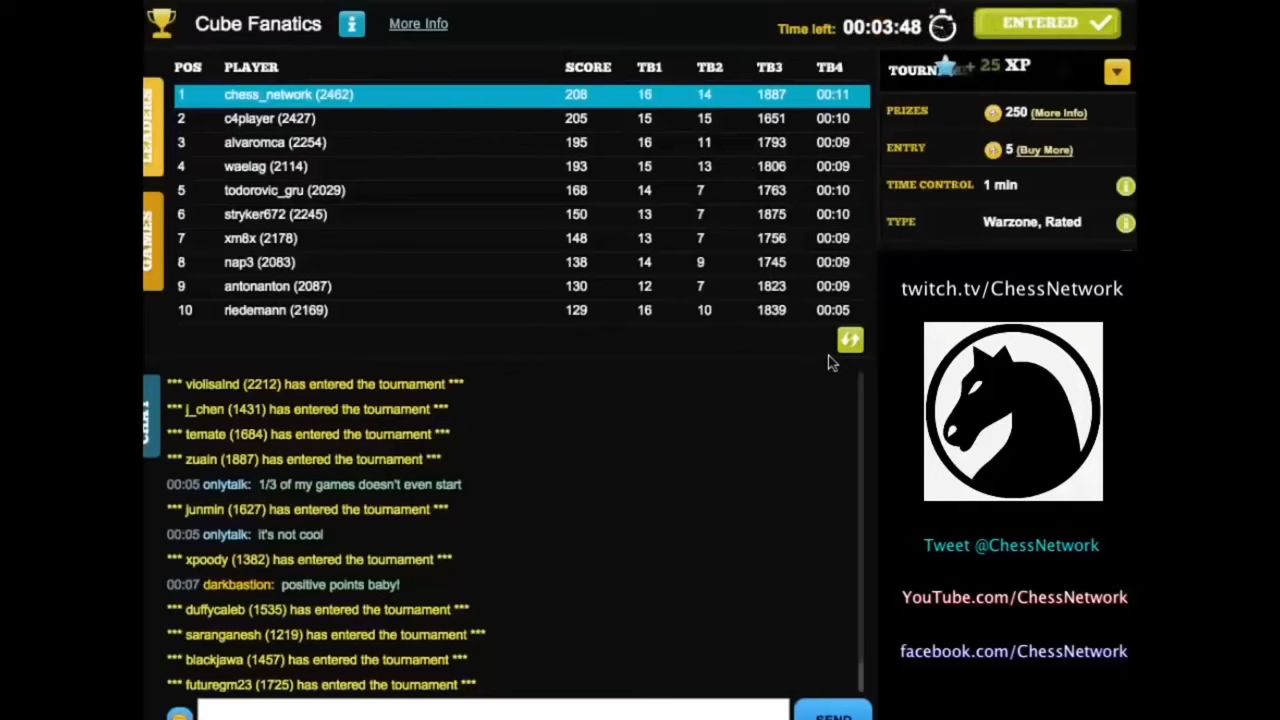 Cube Fanatics
More Info
Time left: 00:03:48
ENTERED
POS PLAYER SCORE TB1 TB2 TB3 TB4
1 chess_network (2462) 208 16 14 1887 00:11
2 c4player (2427) 205 15 15 1651 00:10
3 alvaromca (2254) 195 16 11 1793 00:09
4 waelag (2114) 193 15 13 1806 00:09
5 todorovic_gru (2029) 168 14 7 1763 00:10
6 stryker672 (2245) 150 13 7 1875 00:10
7 xm8x (2178) 148 13 7 1756 00:09
8 nap3 (2083) 138 14 9 1745 00:09
9 antonanton (2087) 130 12 7 1823 00:09
10 riedemann (2169) 129 16 10 1839 00:05
LEADERS
GAMES
CHAT
+ 25 XP
PRIZES 250 (More Info)
ENTRY 5 (Buy More)
TIME CONTROL 1 min
TYPE Warzone, Rated
*** violisalnd (2212) has entered the tournament ***
*** j_chen (1431) has entered the tournament ***
*** temate (1684) has entered the tournament ***
*** zuain (1887) has entered the tournament ***
00:05 onlytalk: 1/3 of my games doesn't even start
*** junmin (1627) has entered the tournament ***
00:05 onlytalk: It's not cool
*** xpoody (1382) has entered the tournament ***
00:07 darkbastion: positive points baby!
*** duffycaleb (1535) has entered the tournament ***
*** saranganesh (1219) has entered the tournament ***
*** blackjawa (1457) has entered the tournament ***
*** futuregm23 (1725) has entered the tournament ***
SEND
twitch.tv/ChessNetwork
Tweet @ChessNetwork
YouTube.com/ChessNetwork
facebook.com/ChessNetwork